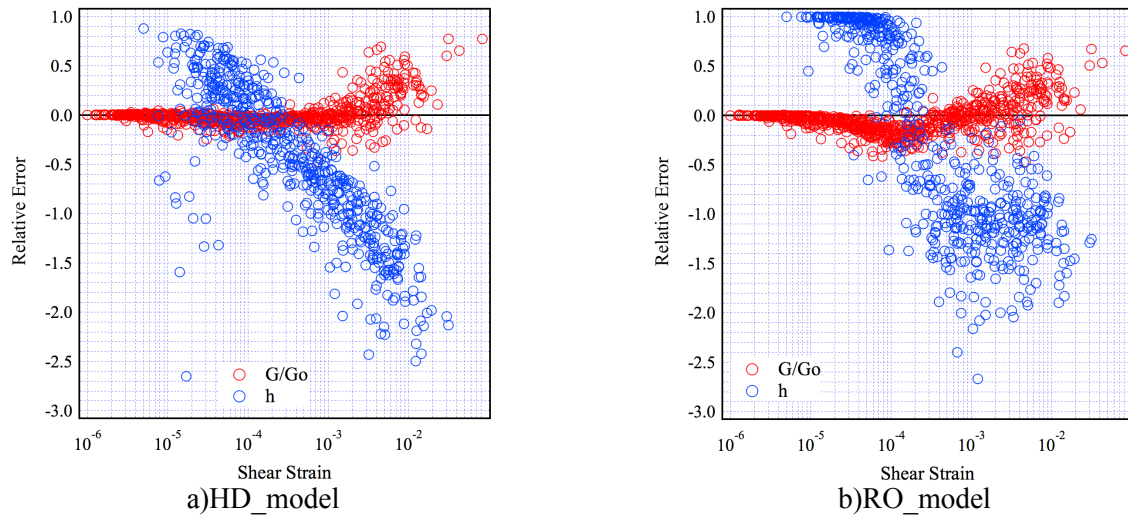 1.0
0.5
0.0
-0.5
-1.0
-1.5
-2.0
-2.5
-3.0
Relative Error
G/Go
h
10-6 10-5 10-4 10-3 10-2
Shear Strain
a)HD_model
1.0
0.5
0.0
-0.5
-1.0
-1.5
-2.0
-2.5
-3.0
Relative Error
G/Go
h
10-6 10-5 10-4 10-3 10-2
Shear Strain
b)RO_model